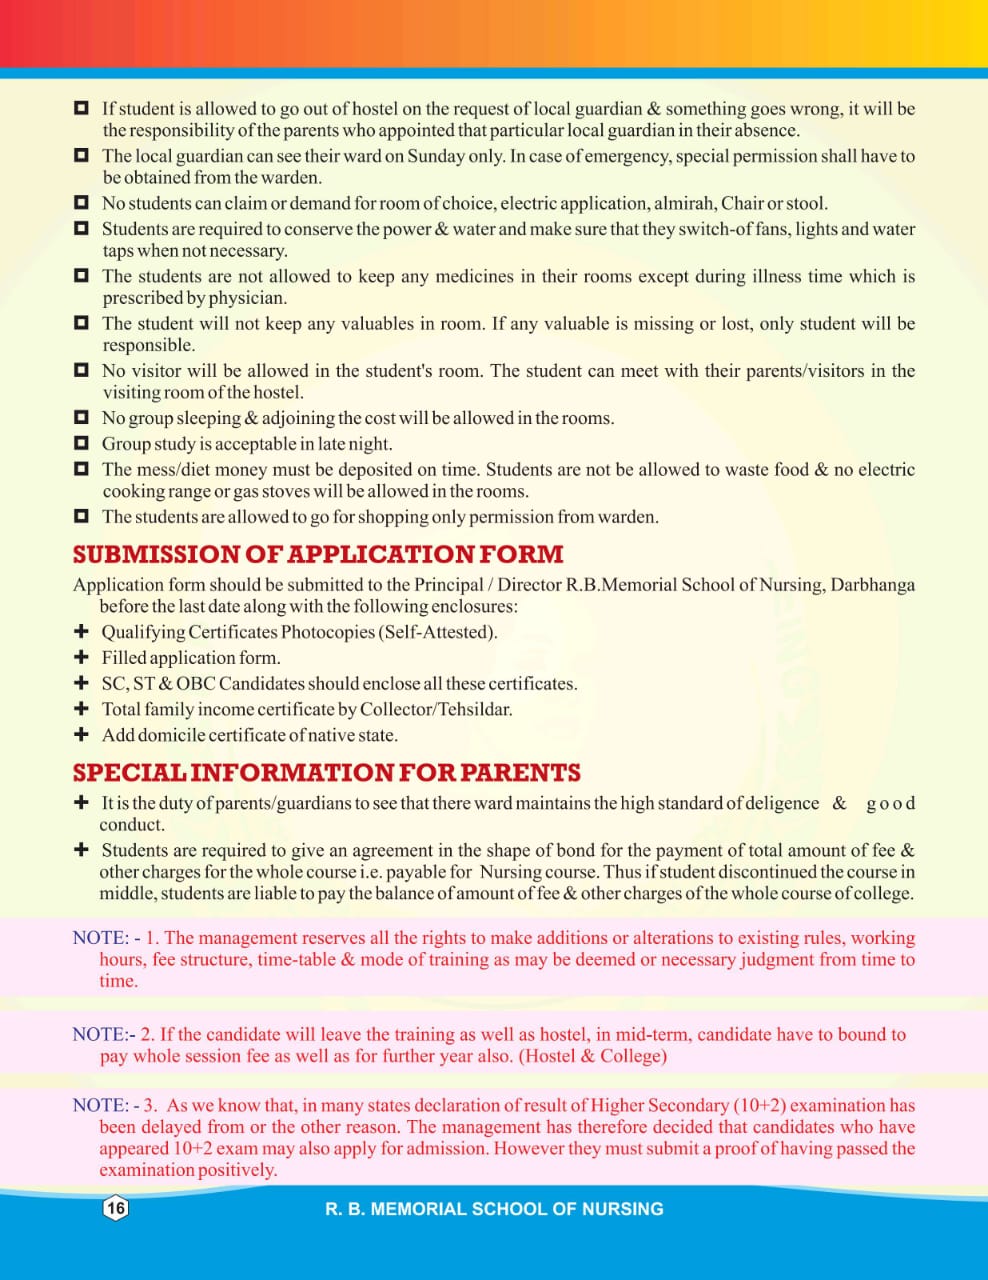 If student is allowed to go out of hostel on the request of local guardian & something goes wrong, it will be
the responsibility of the parents who appointed that particular local guardian in their absence.
The local guardian can see their ward on Sunday only. In case of emergency, special permission shall have to
be obtained from the warden.
No students can claim or demand for room of choice, electric application, almirah, Chair or stool.
Students are required to conserve the power & water and make sure that they switch-of fans, lights and water
taps when not necessary.
The students are not allowed to keep any medicines in their rooms except during illness time which is
prescribed by physician.
The student will not keep any valuables in room. If any valuable is missing or lost, only student will be
responsible.
No visitor will be allowed in the student's room. The student can meet with their parents/visitors in the
visiting room of the hostel.
No group sleeping & adjoining the cost will be allowed in the rooms.
Group study is acceptable in late night.
The mess/diet money must be deposited on time. Students are not be allowed to waste food & no electric
cooking range or gas stoves will be allowed in the rooms.
The students are allowed to go for shopping only permission from warden.
SUBMISSION OF APPLICATION FORM
Application form should be submitted to the Principal / Director R.B.Memorial School of Nursing, Darbhanga
before the last date along with the following enclosures:
Qualifying Certificates Photocopies (Self-Attested).
Filled application form.
SC, ST & OBC Candidates should enclose all these certificates.
Total family income certificate by Collector/Tehsildar.
Add domicile certificate of native state.
SPECIAL INFORMATION FOR PARENTS
It is the duty of parents/guardians to see that there ward maintains the high standard of deligence & good
conduct.
Students are required to give an agreement in the shape of bond for the payment of total amount of fee &
other charges for the whole course i.e. payable for Nursing course. Thus if student discontinued the course in
middle, students are liable to pay the balance of amount of fee & other charges of the whole course of college.
NOTE: - 1. The management reserves all the rights to make additions or alterations to existing rules, working
hours, fee structure, time-table & mode of training as may be deemed or necessary judgment from time to
time.
NOTE:- 2. If the candidate will leave the training as well as hostel, in mid-term, candidate have to bound to
pay whole session fee as well as for further year also. (Hostel & College)
NOTE: - 3. As we know that, in many states declaration of result of Higher Secondary (10+2) examination has
been delayed from or the other reason. The management has therefore decided that candidates who have
appeared 10+2 exam may also apply for admission. However they must submit a proof of having passed the
examination positively.
16
R. B. MEMORIAL SCHOOL OF NURSING